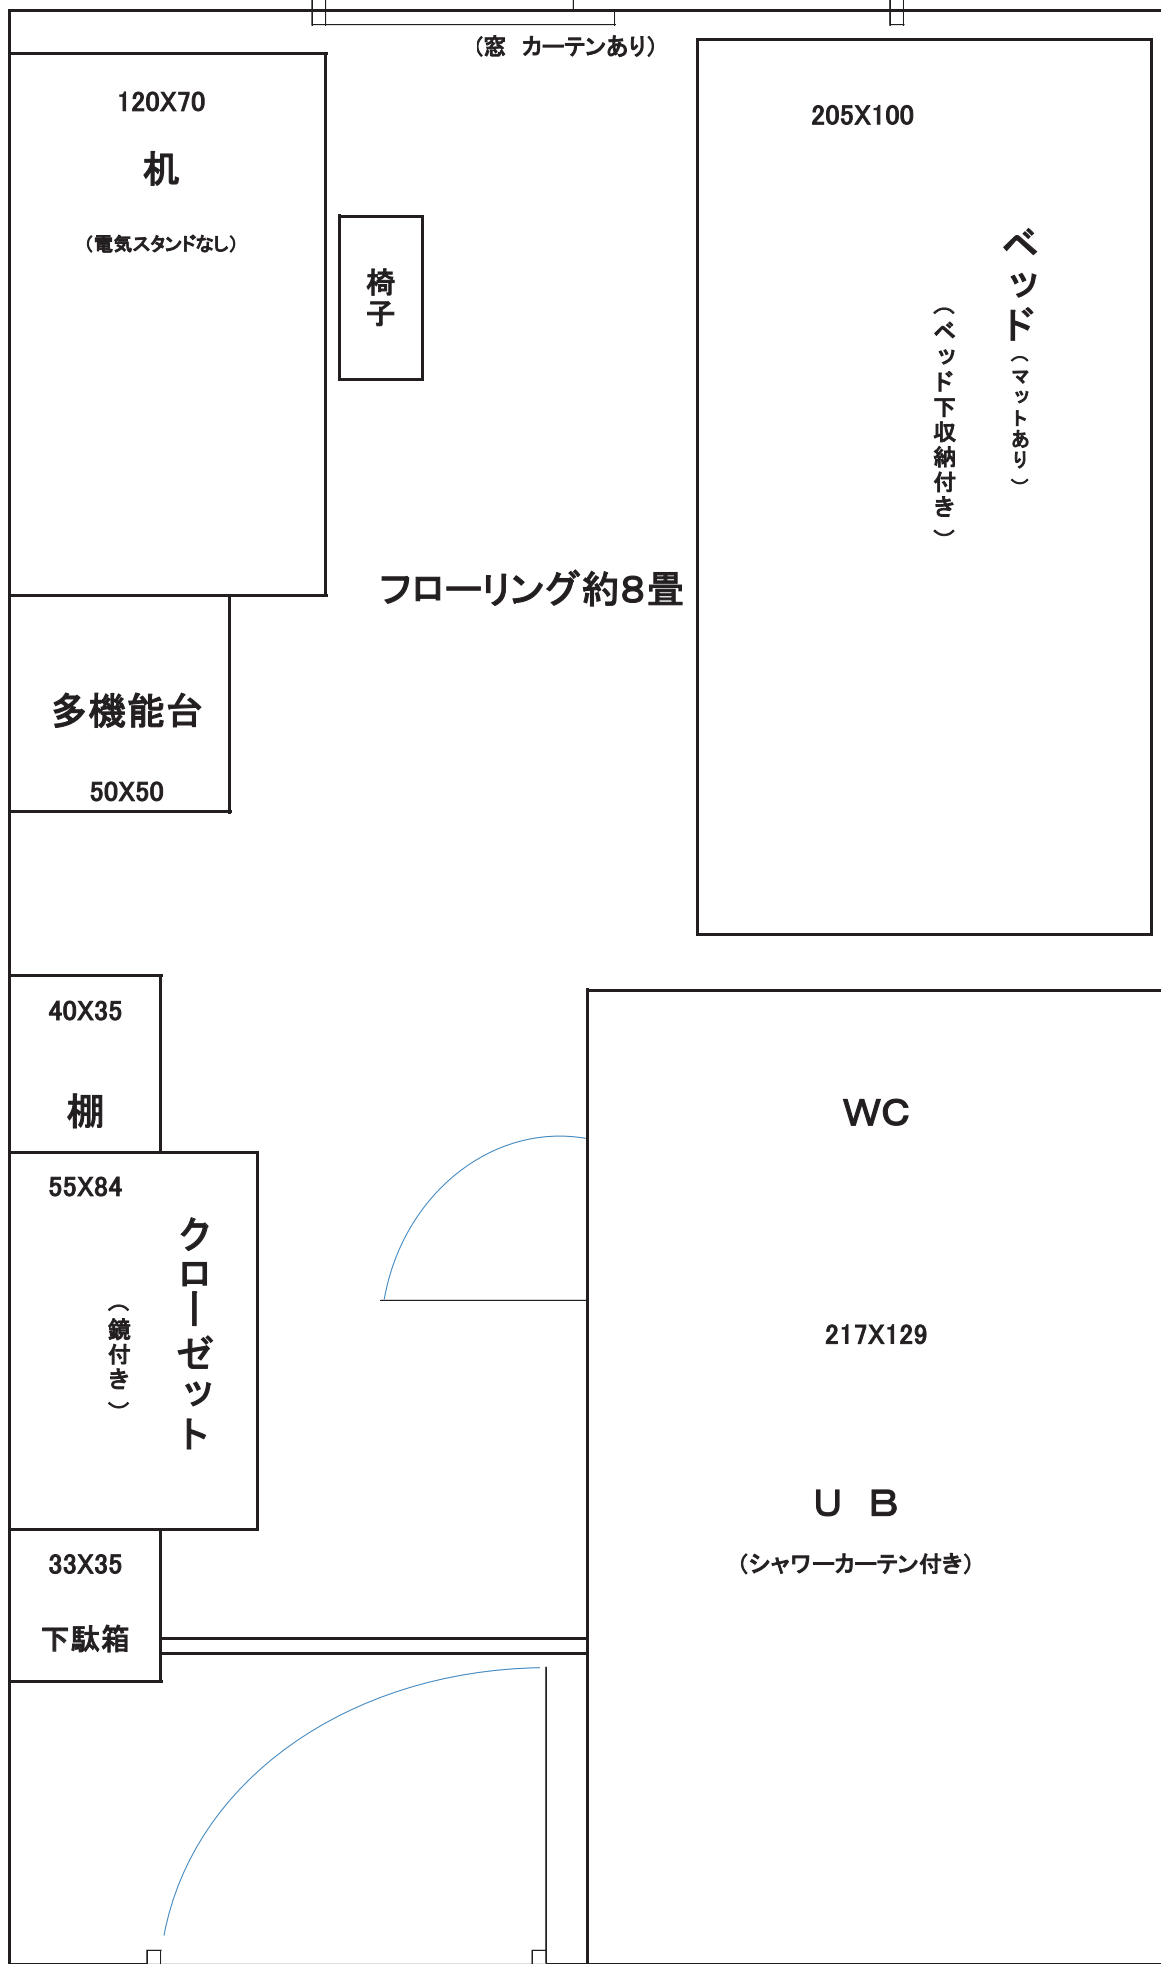 （窓　カーテンあり）
120X70
机
（電気スタンドなし）
椅子
205X100
ベッド（マットあり）
（ベッド下収納付き）
フローリング約８畳
多機能台
50X50
40X35
棚
55X84
クローゼット
（鏡付き）
33X35
下駄箱
WC
217X129
Ｕ　Ｂ
（シャワーカーテン付き）